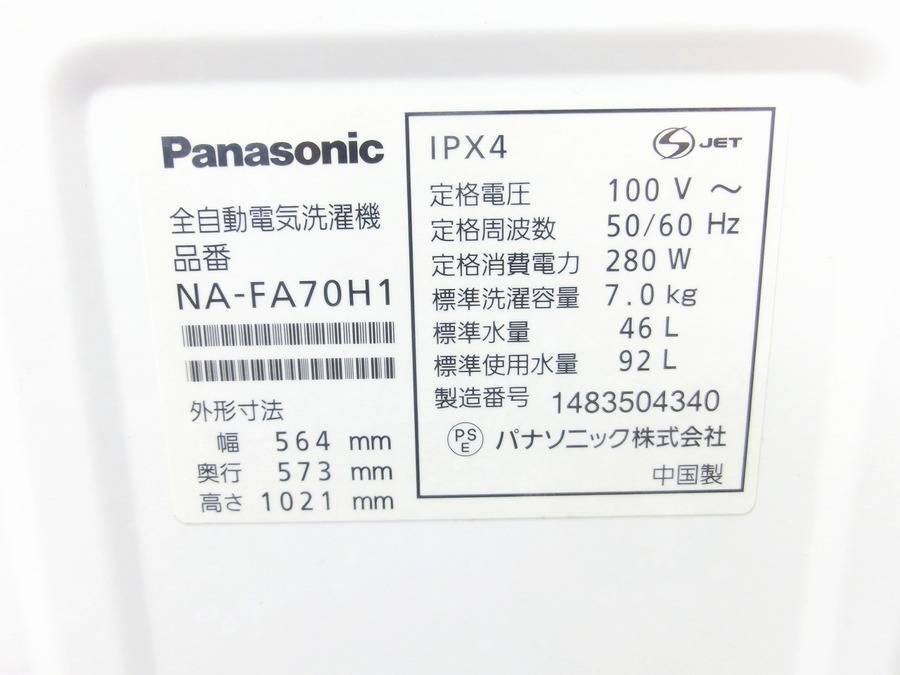 Panasonic
全自動電気洗濯機
品番
NA-FA70H1
外形寸法
幅 564 mm
奥行 573 mm
高さ 1021 mm
IPX4
S JET
定格電圧 100 V ～
定格周波数 50/60 Hz
定格消費電力 280 W
標準洗濯容量 7.0 kg
標準水量 46 L
標準使用水量 92 L
製造番号 1483504340
PSE パナソニック株式会社
中国製